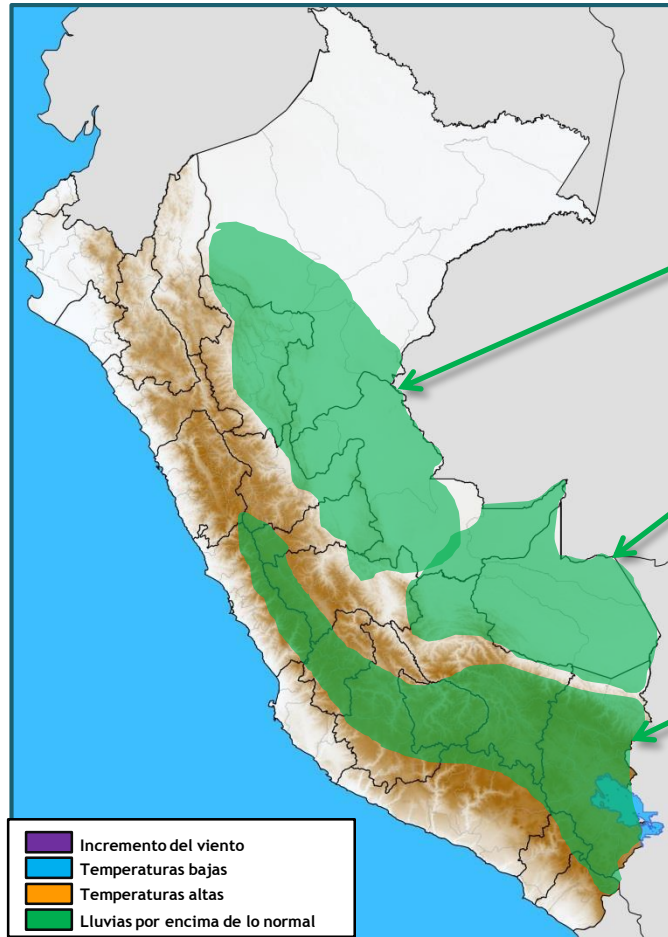 Incremento del viento
Temperaturas bajas
Temperaturas altas
Lluvias por encima de lo normal